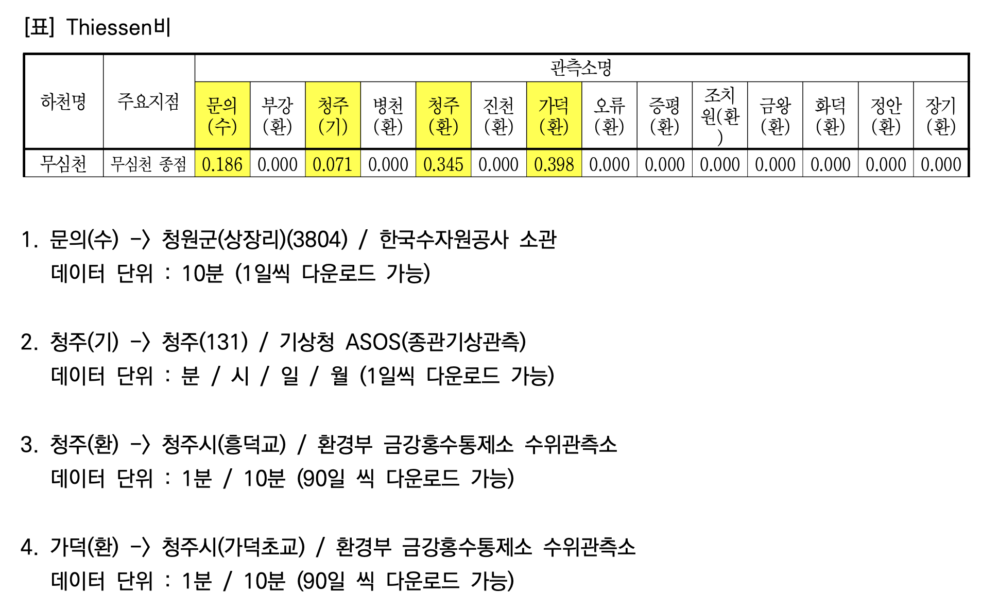 [표] Thiessen비
하천명 주요지점 관측소명
문의(수) 부강(환) 청주(기) 병천(환) 청주(환) 진천(환) 가덕(환) 오류(환) 증평(환) 조치원(환) 금왕(환) 화덕(환) 정안(환) 장기(환)
무심천 무심천 종점 0.186 0.000 0.071 0.000 0.345 0.000 0.398 0.000 0.000 0.000 0.000 0.000 0.000 0.000
1. 문의(수) -> 청원군(상장리)(3804) / 한국수자원공사 소관
데이터 단위 : 10분 (1일씩 다운로드 가능)
2. 청주(기) -> 청주(131) / 기상청 ASOS(종관기상관측)
데이터 단위 : 분 / 시 / 일 / 월 (1일씩 다운로드 가능)
3. 청주(환) -> 청주시(흥덕교) / 환경부 금강홍수통제소 수위관측소
데이터 단위 : 1분 / 10분 (90일 씩 다운로드 가능)
4. 가덕(환) -> 청주시(가덕초교) / 환경부 금강홍수통제소 수위관측소
데이터 단위 : 1분 / 10분 (90일 씩 다운로드 가능)